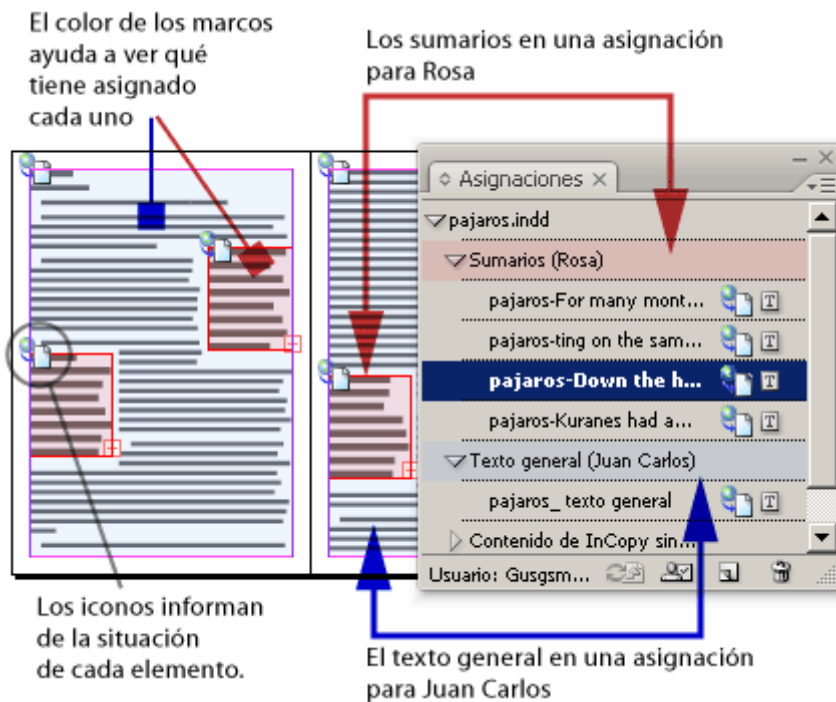 El color de los marcos
ayuda a ver qué
tiene asignado
cada uno
Los sumarios en una asignación
para Rosa
Asignaciones
pajaros.indd
Sumarios (Rosa)
pajaros-For many mont...
pajaros-ting on the sam...
pajaros-Down the h...
pajaros-Kuranes had a...
Texto general (Juan Carlos)
pajaros_ texto general
Contenido de InCopy sin...
Usuario: Gusgsm...
Los iconos informan
de la situación
de cada elemento.
El texto general en una asignación
para Juan Carlos